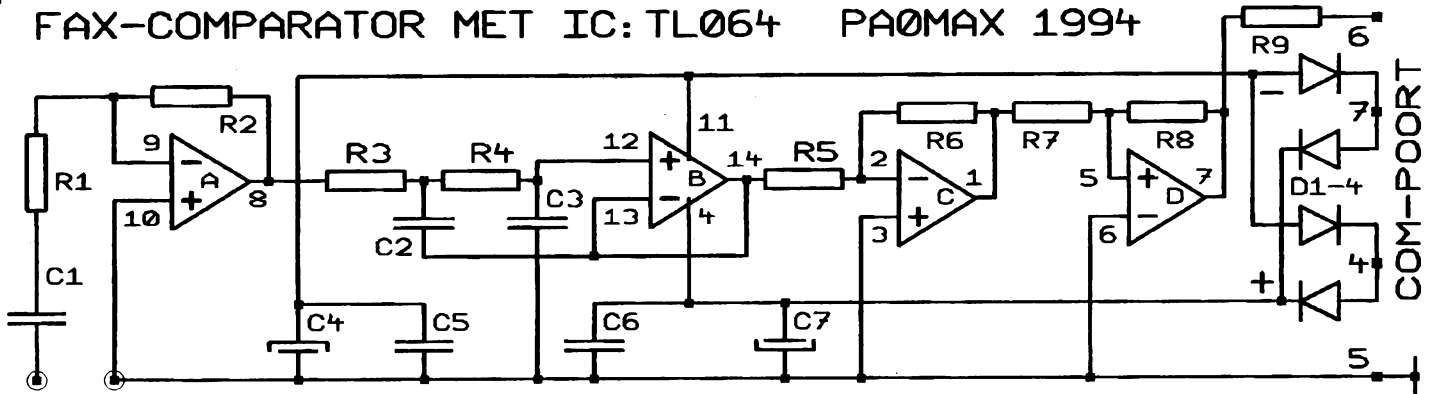 FAX-COMPARATOR MET IC: TL064 PA0MAX 1994
R9
6
-
7
D1-4
4
+
5
COM-POORT
R1
C1
R2
9
-
A
+
10
8
R3
R4
C2
C3
12
11
+
B
-
13
4
14
R5
R6
2
-
C
+
3
1
R7
R8
5
+
D
-
6
7
C4
C5
C6
C7